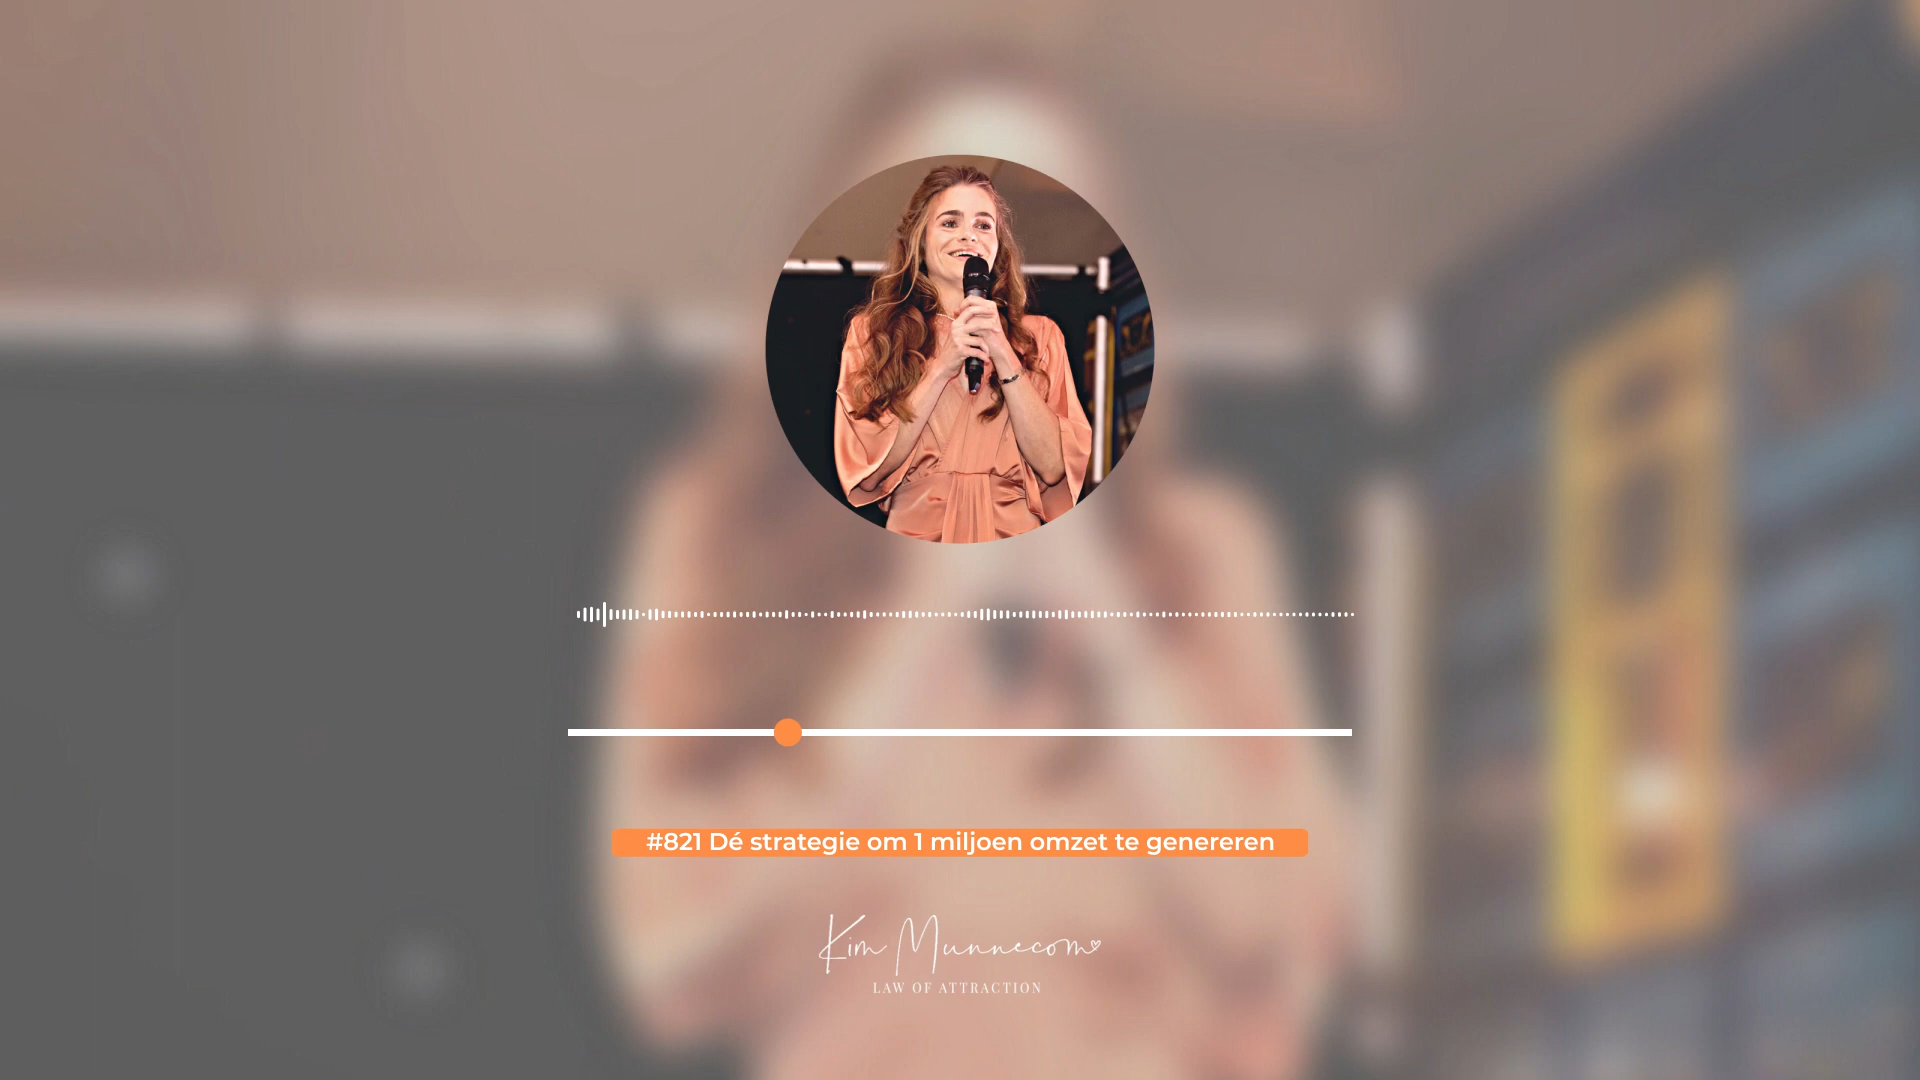 #821 Dé strategie om 1 miljoen omzet te genereren
Kim Munnecom
LAW OF ATTRACTION